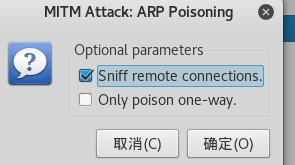 MITM Attack: ARP Poisoning
Optional parameters
Sniff remote connections.
Only poison one-way.
取消(C)
确定(O)